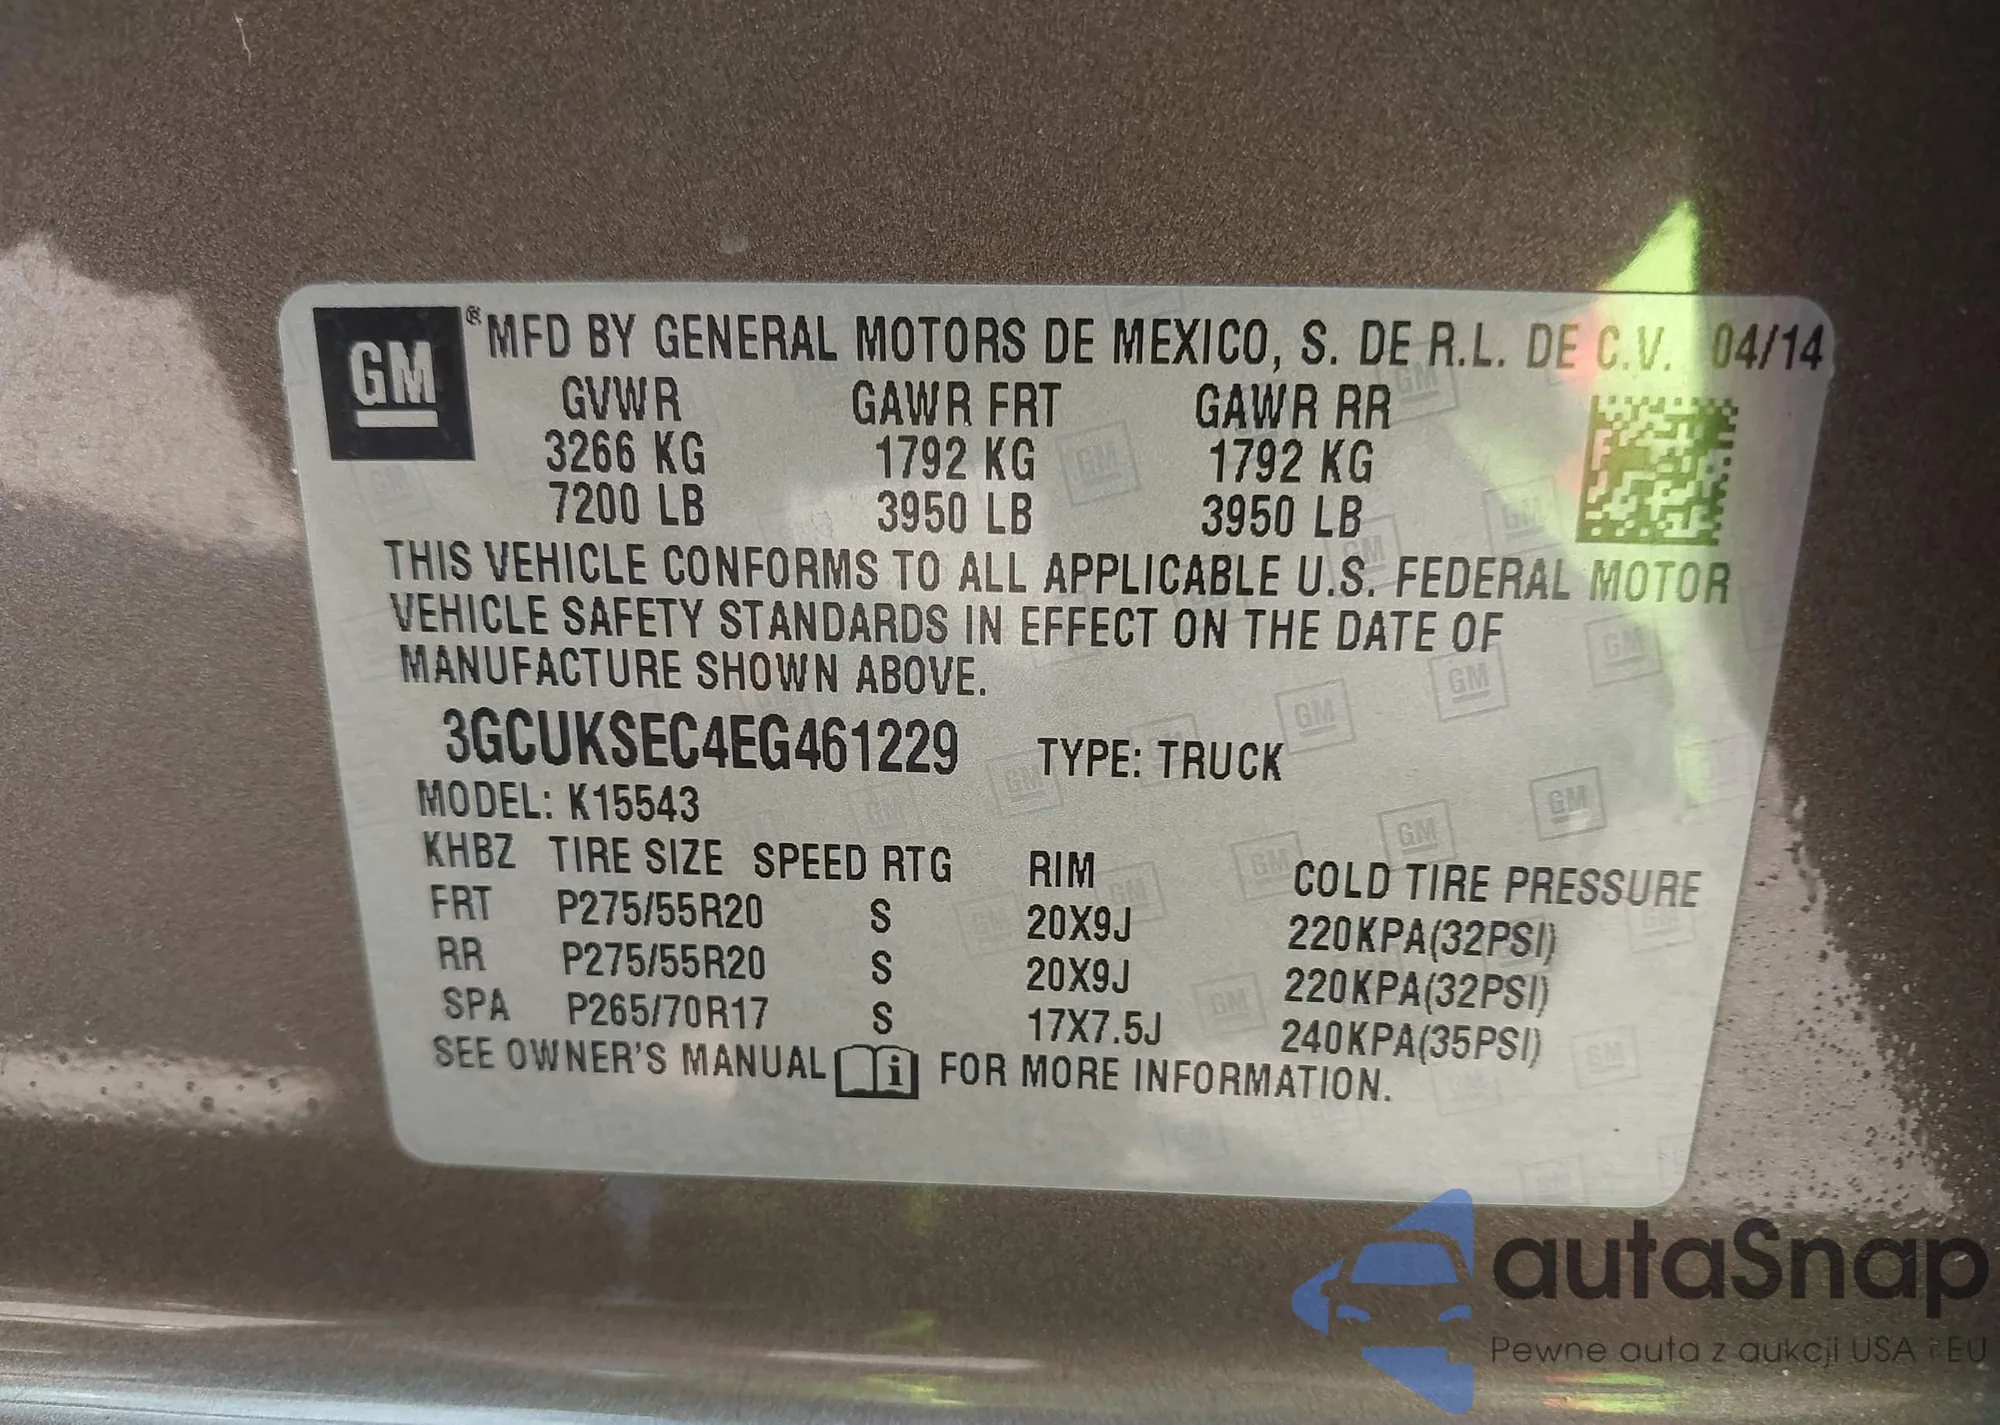 GM ® MFD BY GENERAL MOTORS DE MEXICO, S. DE R.L. DE C.V. 04/14
GVWR GAWR FRT GAWR RR
3266 KG 1792 KG 1792 KG
7200 LB 3950 LB 3950 LB
THIS VEHICLE CONFORMS TO ALL APPLICABLE U.S. FEDERAL MOTOR
VEHICLE SAFETY STANDARDS IN EFFECT ON THE DATE OF
MANUFACTURE SHOWN ABOVE.
3GCUKSEC4EG461229 TYPE: TRUCK
MODEL: K15543
KHBZ TIRE SIZE SPEED RTG RIM COLD TIRE PRESSURE
FRT P275/55R20 S 20X9J 220KPA(32PSI)
RR P275/55R20 S 20X9J 220KPA(32PSI)
SPA P265/70R17 S 17X7.5J 240KPA(35PSI)
SEE OWNER'S MANUAL i FOR MORE INFORMATION.
autaSnap
Pewne auta z aukcji USA i EU